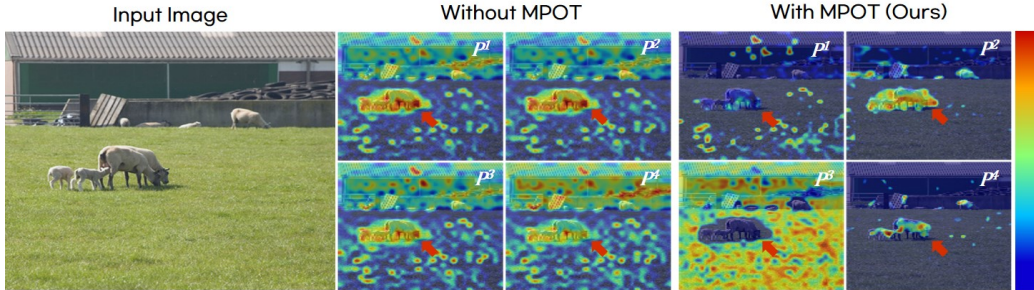 Input Image
Without MPOT
With MPOT (Ours)
P¹ P² P¹ P²
P³ P⁴ P³ P⁴